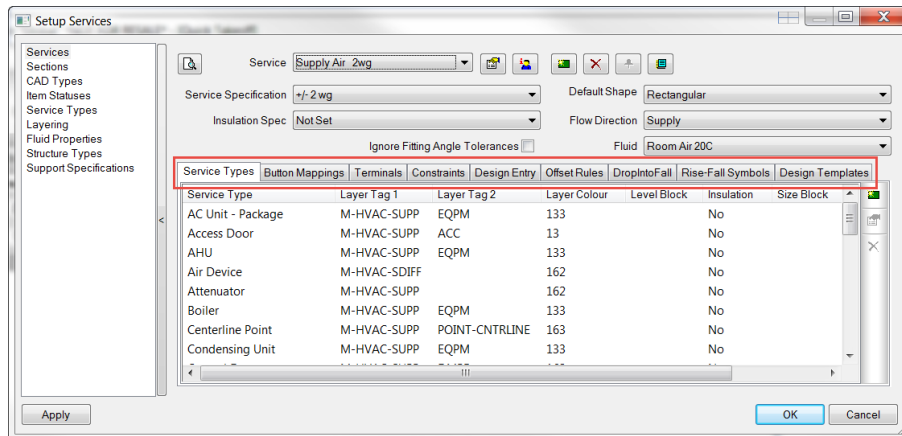 Setup Services
Services
Sections
CAD Types
Item Statuses
Service Types
Layering
Fluid Properties
Structure Types
Support Specifications
<
Service Supply Air 2wg
Service Specification +/- 2 wg
Default Shape Rectangular
Insulation Spec Not Set
Flow Direction Supply
Ignore Fitting Angle Tolerances
Fluid Room Air 20C
Service Types Button Mappings Terminals Constraints Design Entry Offset Rules DropIntoFall Rise-Fall Symbols Design Templates
Service Type Layer Tag 1 Layer Tag 2 Layer Colour Level Block Insulation Size Block
AC Unit - Package M-HVAC-SUPP EQPM 133 No
Access Door M-HVAC-SUPP ACC 13 No
AHU M-HVAC-SUPP EQPM 133 No
Air Device M-HVAC-SDIFF 162 No
Attenuator M-HVAC-SUPP 162 No
Boiler M-HVAC-SUPP EQPM 133 No
Centerline Point M-HVAC-SUPP POINT-CNTRLINE 163 No
Condensing Unit M-HVAC-SUPP EQPM 133 No
Apply OK Cancel